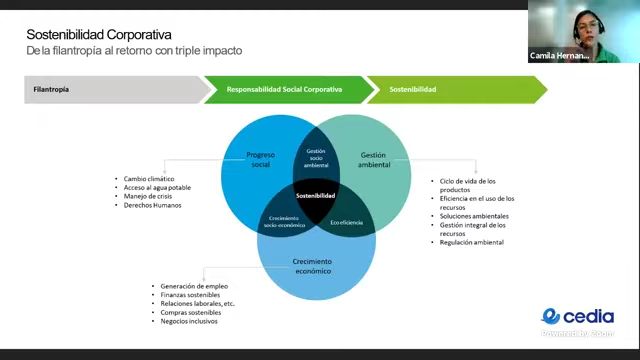 Sostenibilidad Corporativa
De la filantropía al retorno con triple impacto
Camila Hernan...
Filantropía
Responsabilidad Social Corporativa
Sostenibilidad
Progreso
social
Gestión
socio
ambiental
Gestión
ambiental
Sostenibilidad
Crecimiento
socio-económico
Eco eficiencia
Crecimiento
económico
• Cambio climático
• Acceso al agua potable
• Manejo de crisis
• Derechos Humanos
• Ciclo de vida de los
productos
• Eficiencia en el uso de los
recursos
• Soluciones ambientales
• Gestión integral de los
recursos
• Regulación ambiental
• Generación de empleo
• Finanzas sostenibles
• Relaciones laborales, etc.
• Compras sostenibles
• Negocios inclusivos
cedia
Powered by Zoom